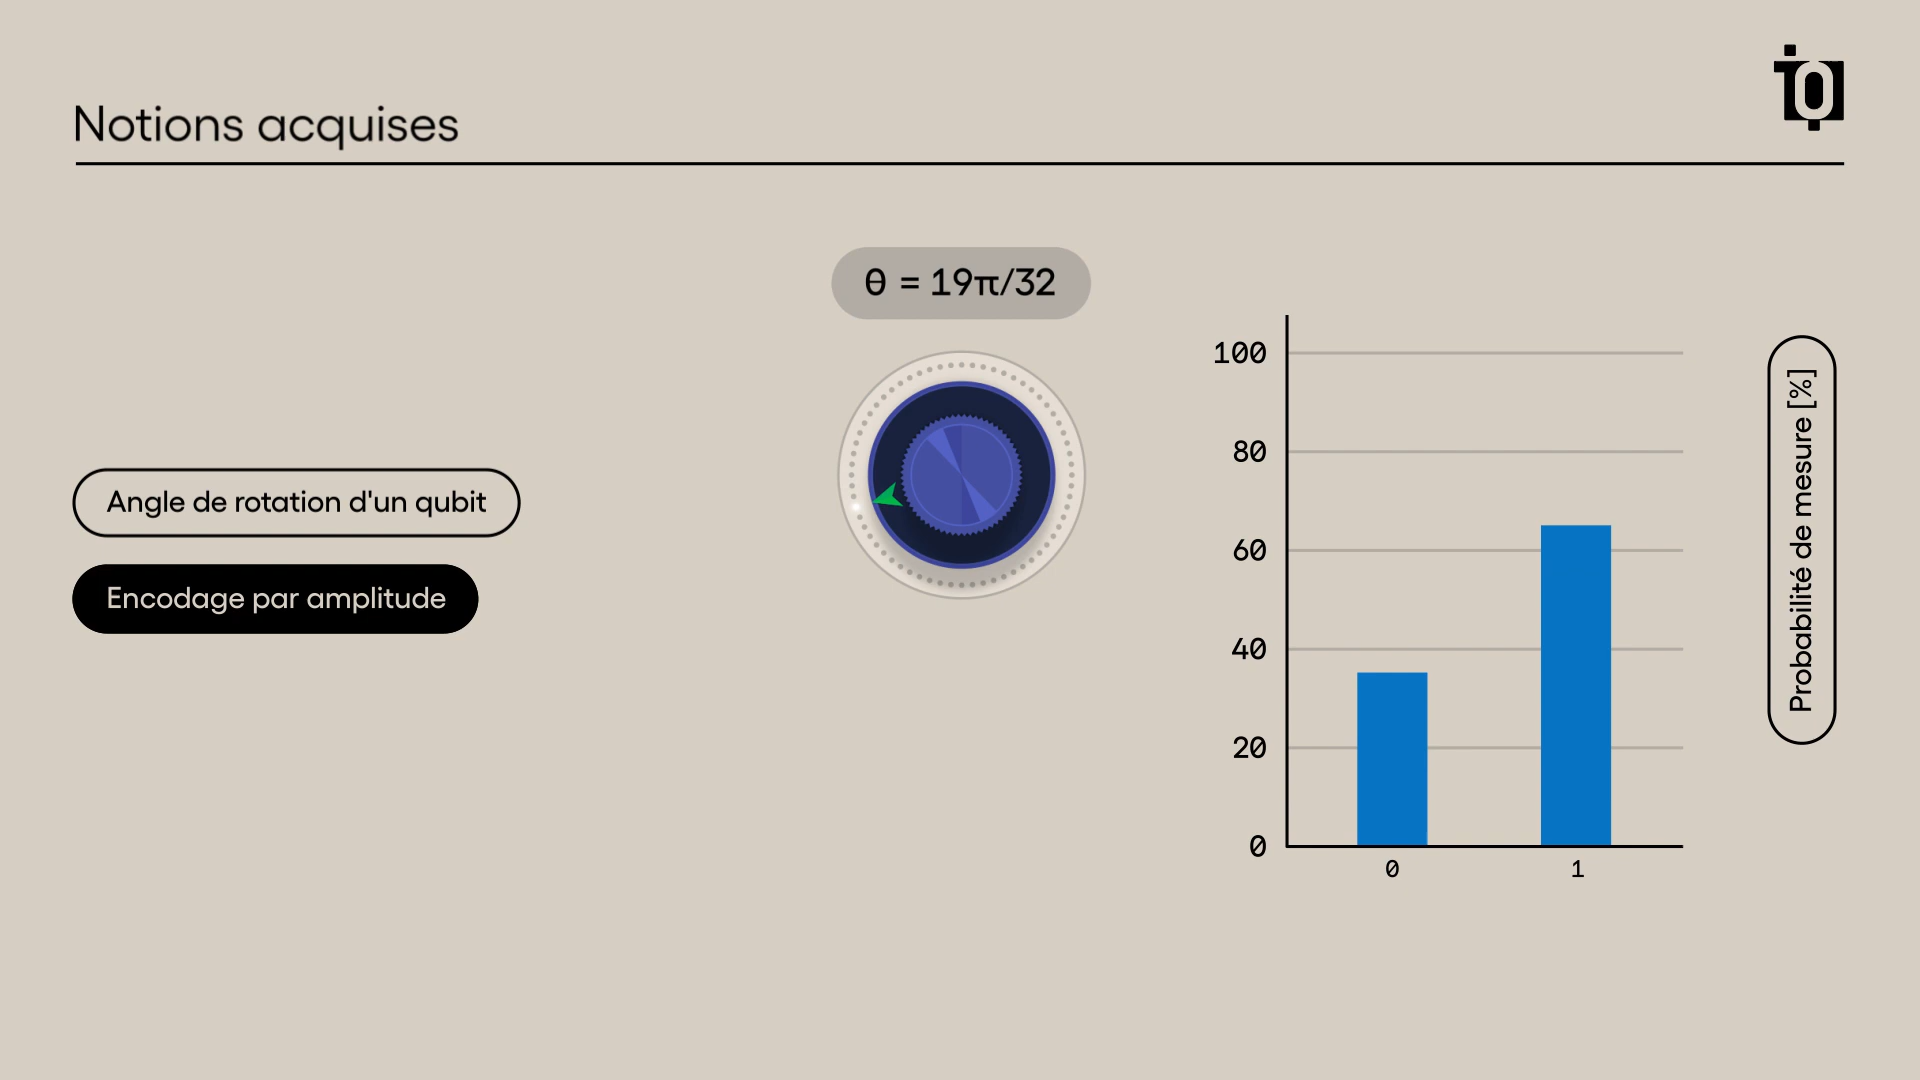 Notions acquises
θ = 19π/32
Angle de rotation d'un qubit
Encodage par amplitude
100
80
60
40
20
0
0
1
Probabilité de mesure [%]